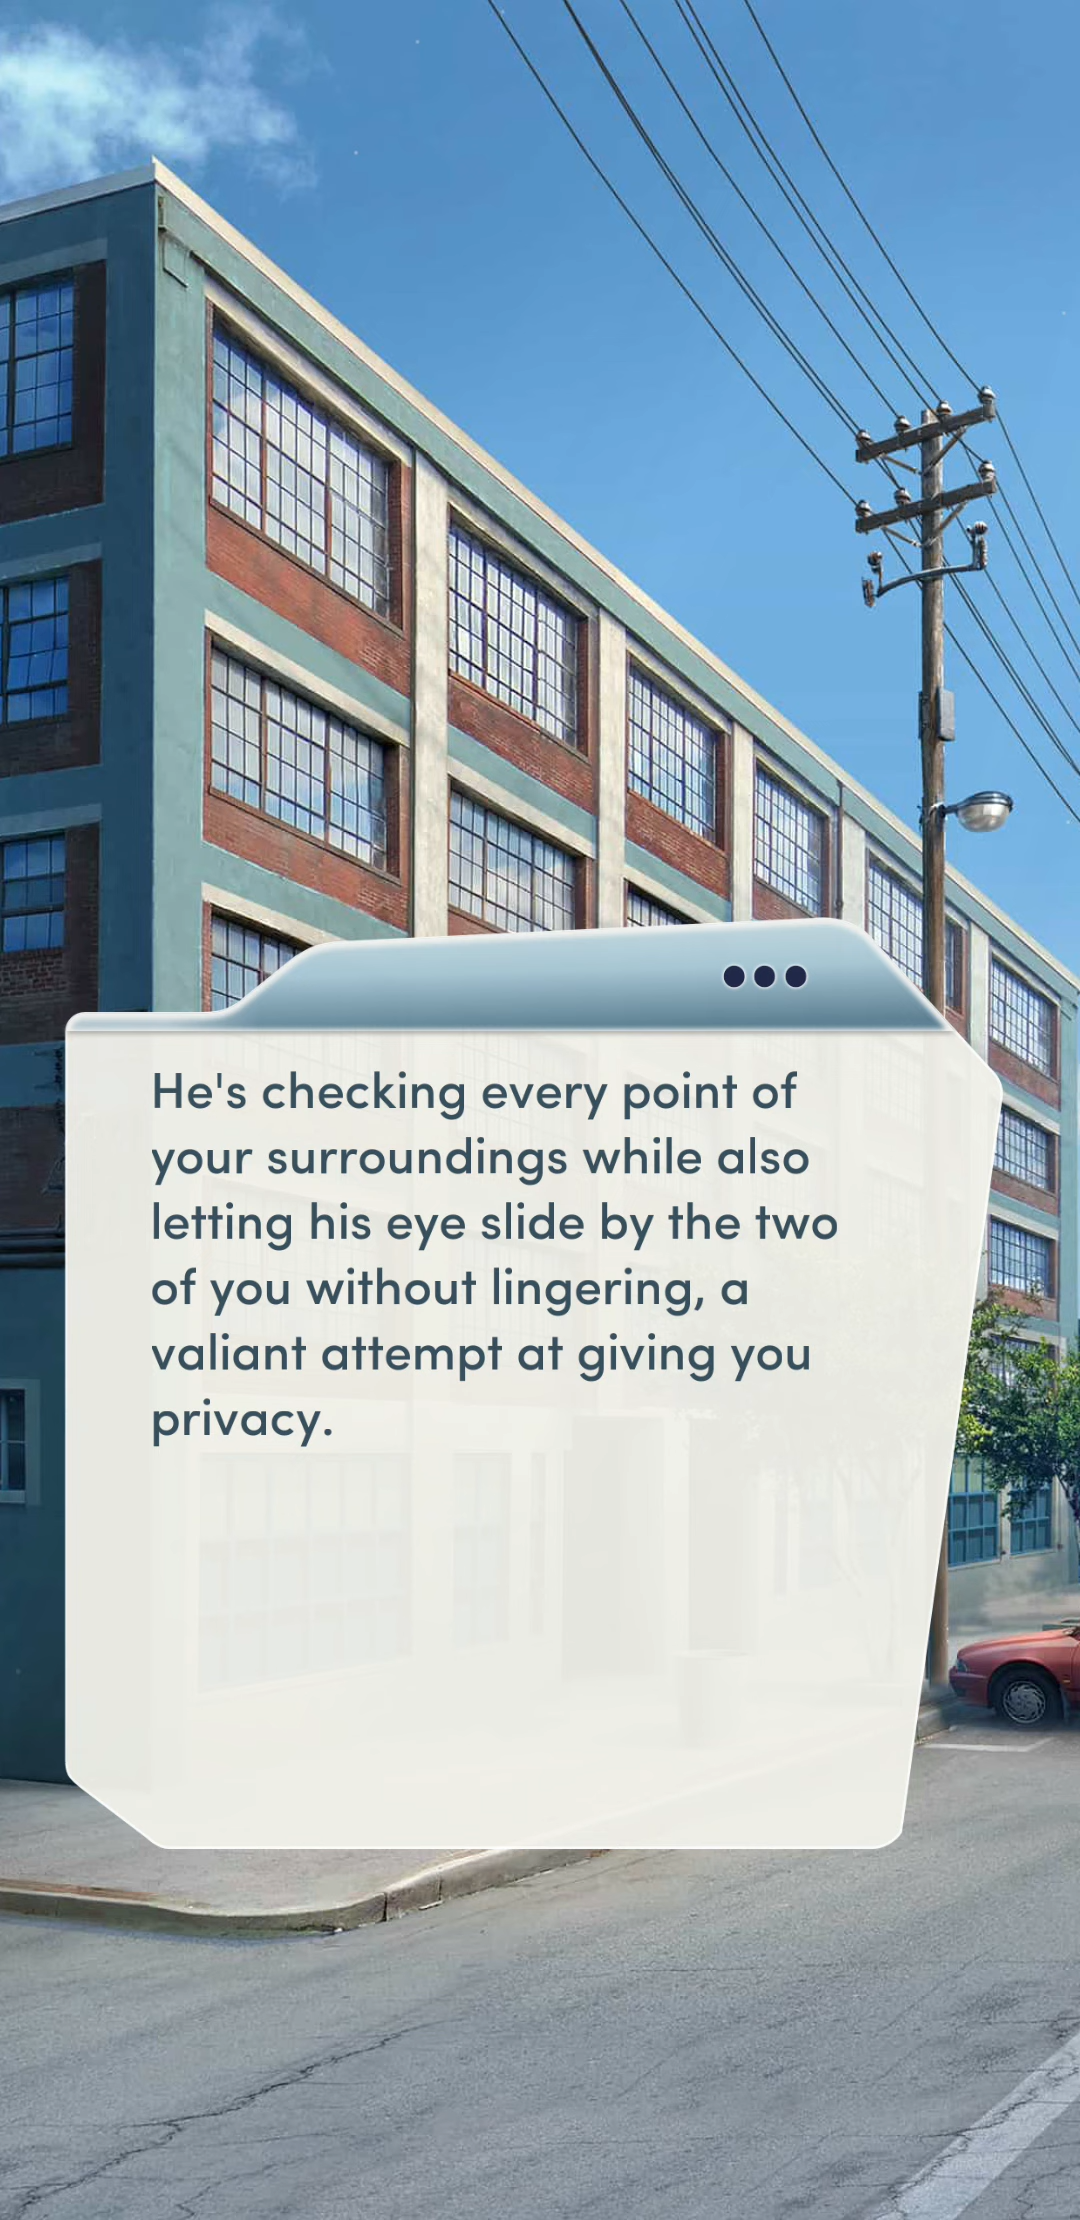 He's checking every point of
your surroundings while also
letting his eye slide by the two
of you without lingering, a
valiant attempt at giving you
privacy.